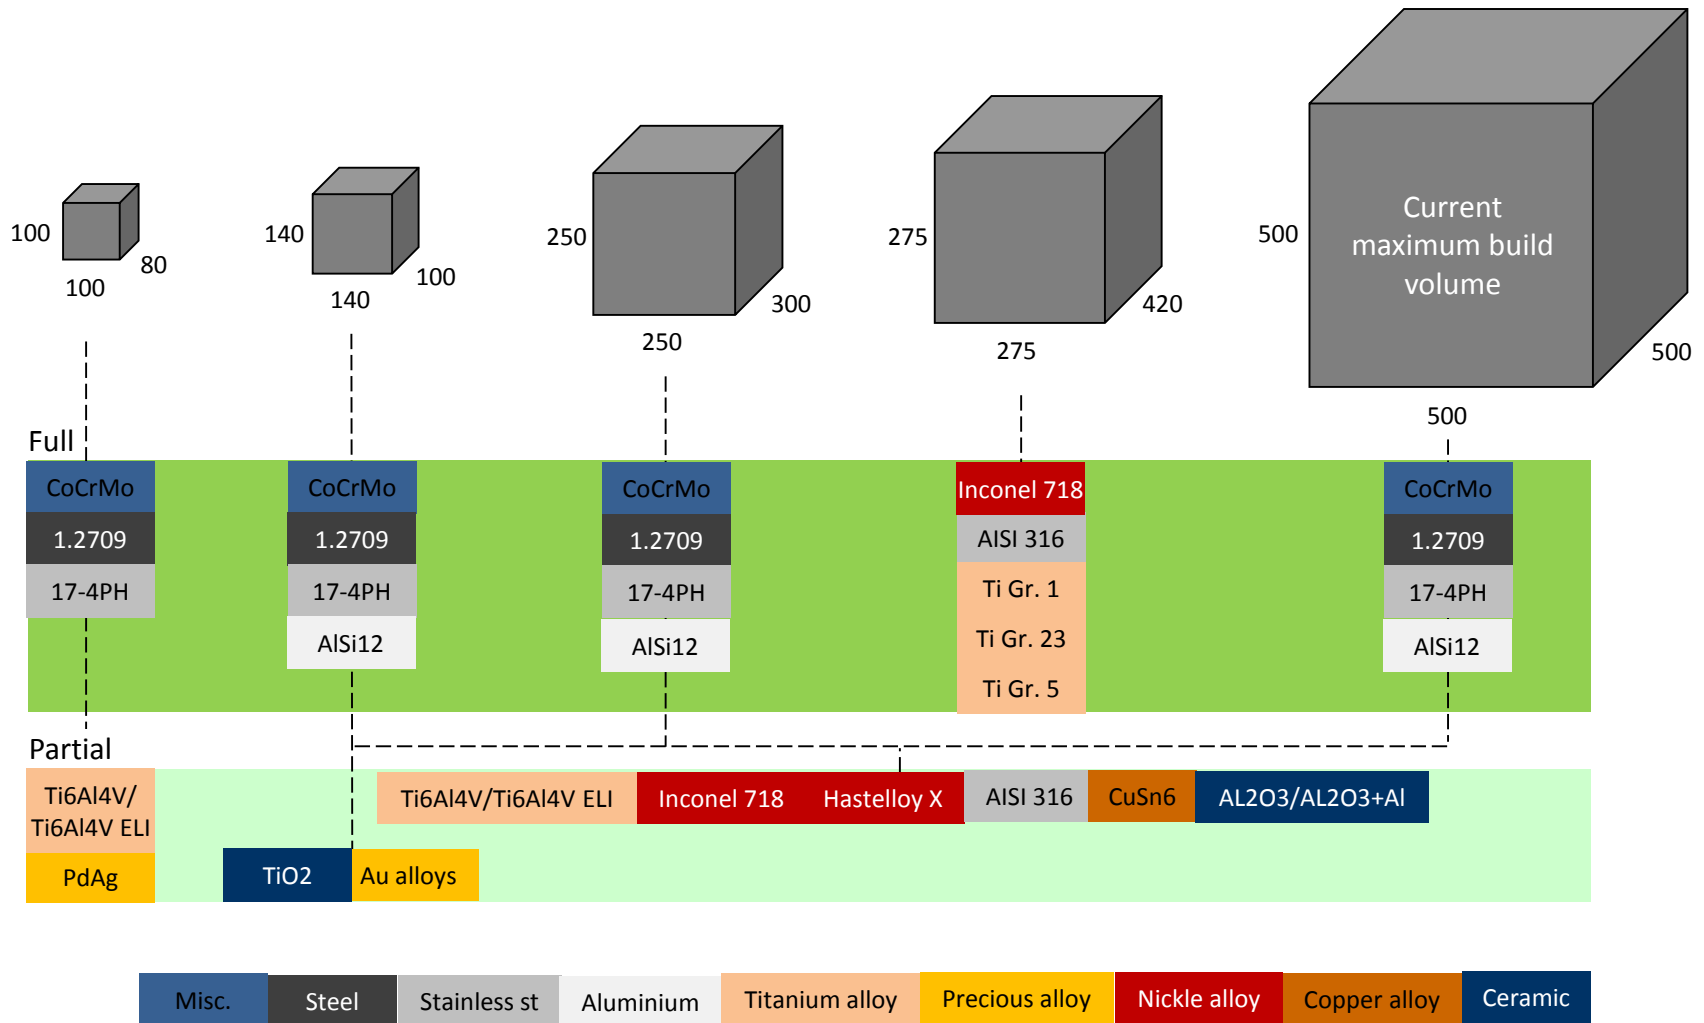 Current
maximum build
volume
100
80
100
140
100
140
250
300
250
275
420
275
500
500
500
Full
CoCrMo
1.2709
17-4PH
CoCrMo
1.2709
17-4PH
AlSi12
CoCrMo
1.2709
17-4PH
AlSi12
Inconel 718
AISI 316
Ti Gr. 1
Ti Gr. 23
Ti Gr. 5
CoCrMo
1.2709
17-4PH
AlSi12
Partial
Ti6Al4V/
Ti6Al4V ELI
PdAg
Ti6Al4V/Ti6Al4V ELI
Inconel 718
Hastelloy X
AISI 316
CuSn6
AL2O3/AL2O3+Al
TiO2
Au alloys
Misc.
Steel
Stainless st
Aluminium
Titanium alloy
Precious alloy
Nickle alloy
Copper alloy
Ceramic